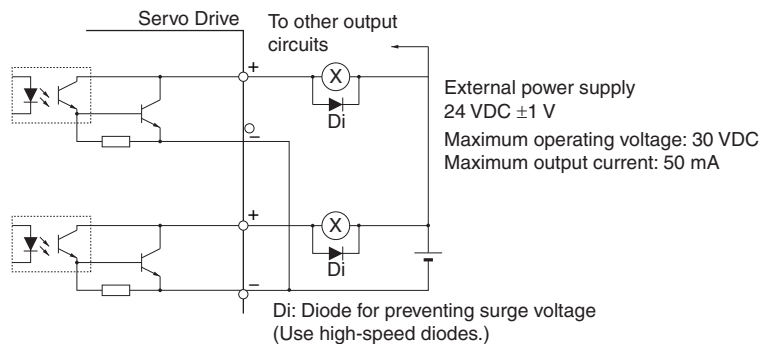 Servo Drive
To other output
circuits
+
X
Di
−
External power supply
24 VDC ±1 V
Maximum operating voltage: 30 VDC
Maximum output current: 50 mA
+
X
Di
−
Di: Diode for preventing surge voltage
(Use high-speed diodes.)